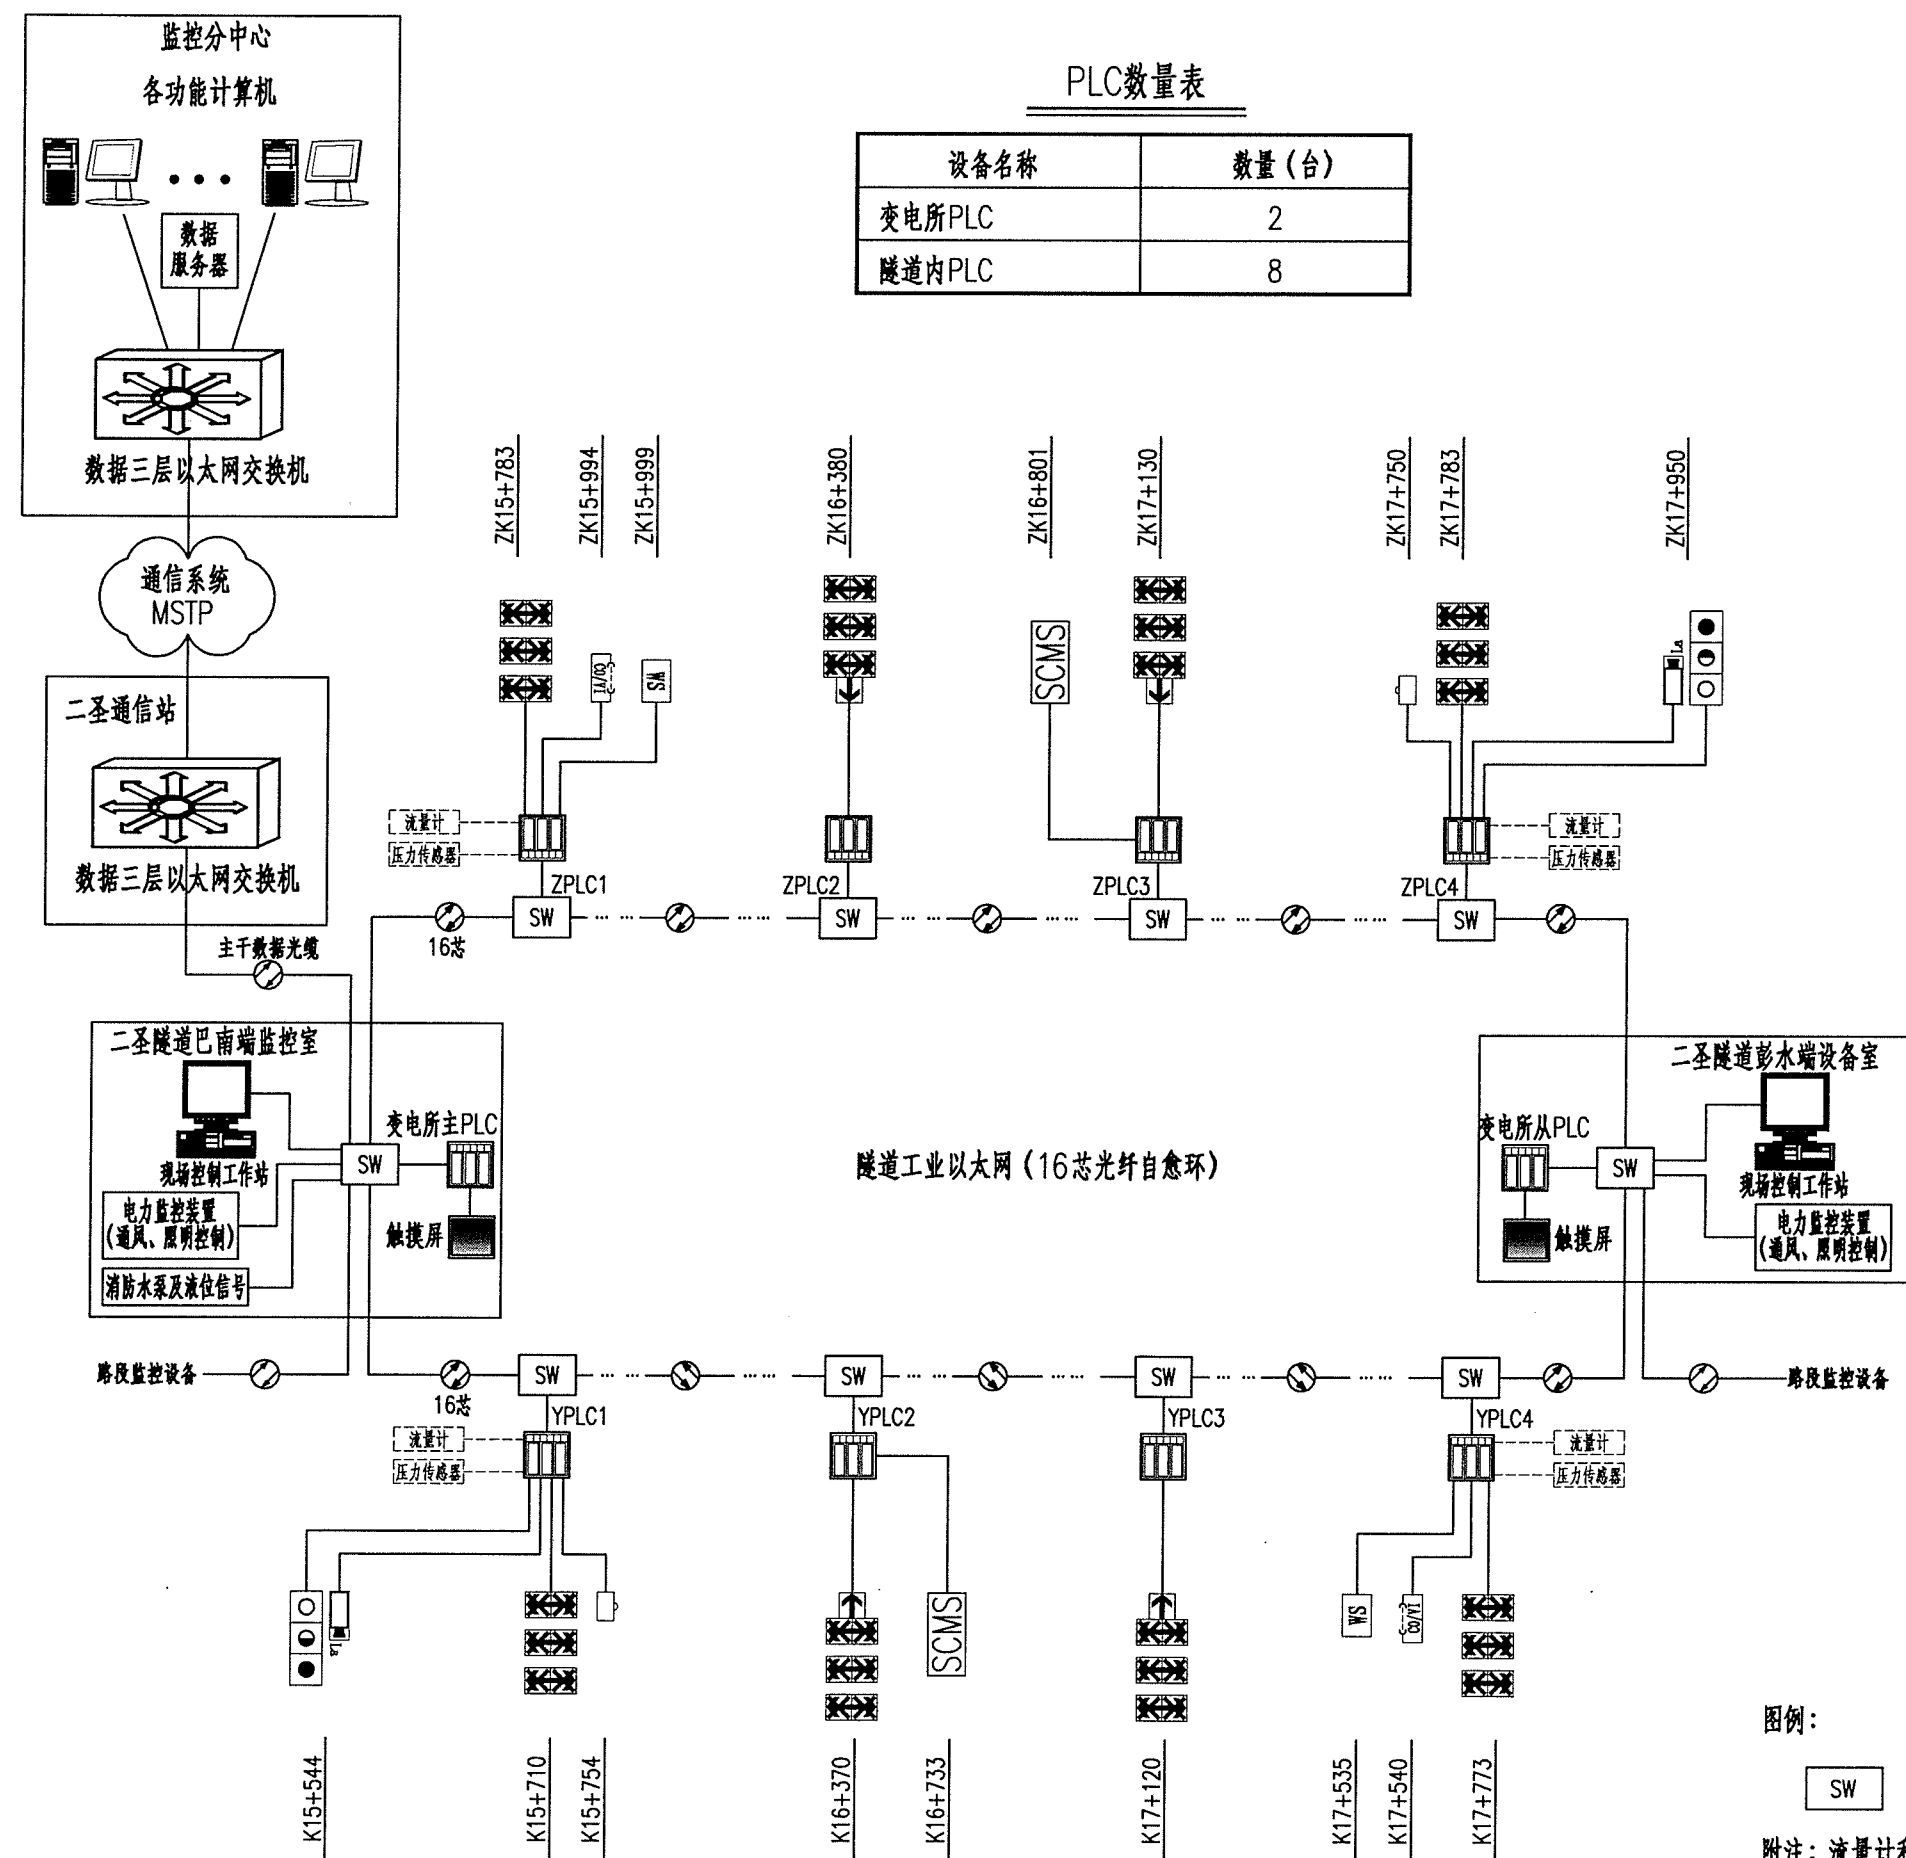 监控分中心
各功能计算机
数据
服务器
数据三层以太网交换机
通信系统
MSTP
二圣通信站
数据三层以太网交换机
主干数据光缆
PLC数量表
设备名称 数量（台）
变电所PLC 2
隧道内PLC 8
ZK15+783
ZK15+994
ZK15+999
ZK16+380
ZK16+801
ZK17+130
ZK17+750
ZK17+783
ZK17+950
VI/CO
WS
SCMS
La
流量计
压力传感器
流量计
压力传感器
ZPLC1
ZPLC2
ZPLC3
ZPLC4
SW
SW
SW
SW
16芯
二圣隧道巴南端监控室
变电所主PLC
SW
现场控制工作站
电力监控装置
（通风、照明控制）
触摸屏
消防水泵及液位信号
隧道工业以太网（16芯光纤自愈环）
二圣隧道彭水端设备室
变电所从PLC
SW
现场控制工作站
触摸屏
电力监控装置
（通风、照明控制）
路段监控设备
16芯
SW
SW
SW
SW
路段监控设备
YPLC1
YPLC2
YPLC3
YPLC4
流量计
压力传感器
流量计
压力传感器
La
SCMS
WS
CO/VI
K15+544
K15+710
K15+754
K16+370
K16+733
K17+120
K17+535
K17+540
K17+773
图例：
SW
附注：流量计